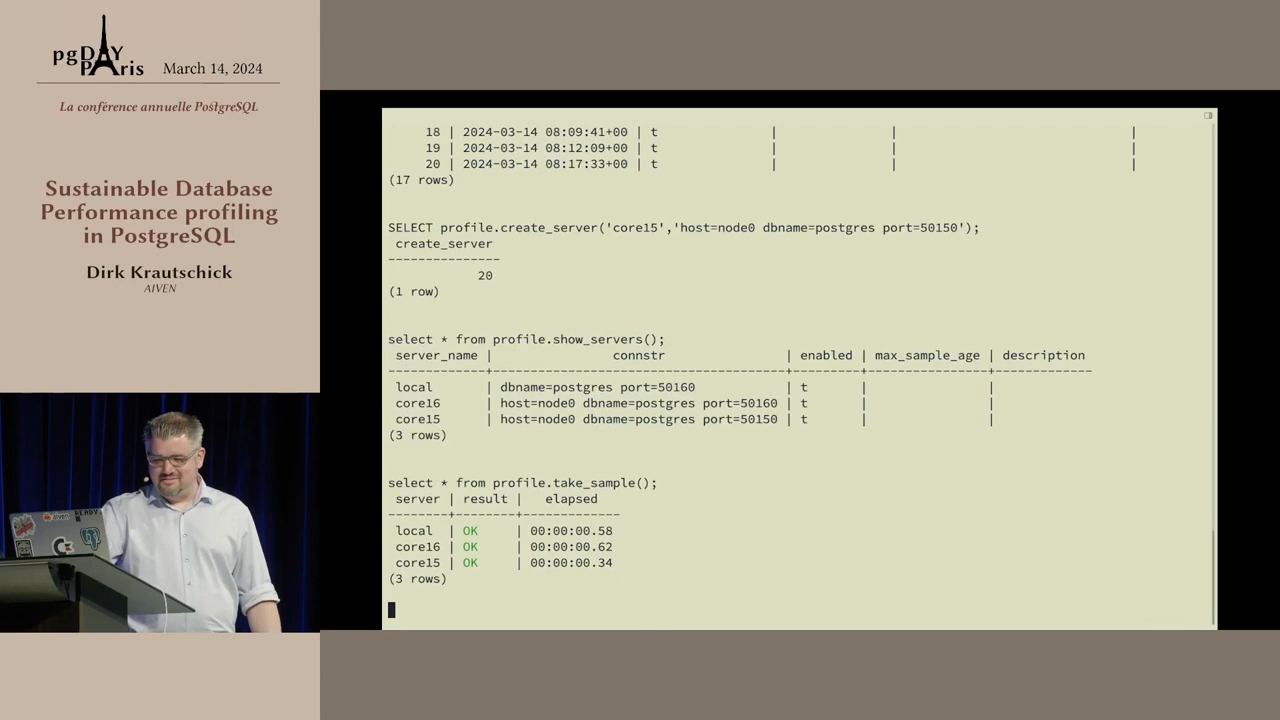 pgDAY
Paris
March 14, 2024
La conférence annuelle PostgreSQL
Sustainable Database
Performance profiling
in PostgreSQL
Dirk Krautschick
AIVEN
18 | 2024-03-14 08:09:41+00 | t | | |
19 | 2024-03-14 08:12:09+00 | t | | |
20 | 2024-03-14 08:17:33+00 | t | | |
(17 rows)
SELECT profile.create_server('core15','host=node0 dbname=postgres port=50150');
create_server
---------------
20
(1 row)
select * from profile.show_servers();
server_name | connstr | enabled | max_sample_age | description
-------------+-------------------------------------+---------+----------------+-------------
local | dbname=postgres port=50160 | t | |
core16 | host=node0 dbname=postgres port=50160 | t | |
core15 | host=node0 dbname=postgres port=50150 | t | |
(3 rows)
select * from profile.take_sample();
server | result | elapsed
--------+--------+-------------
local | OK | 00:00:00.58
core16 | OK | 00:00:00.62
core15 | OK | 00:00:00.34
(3 rows)
aiven
READY.